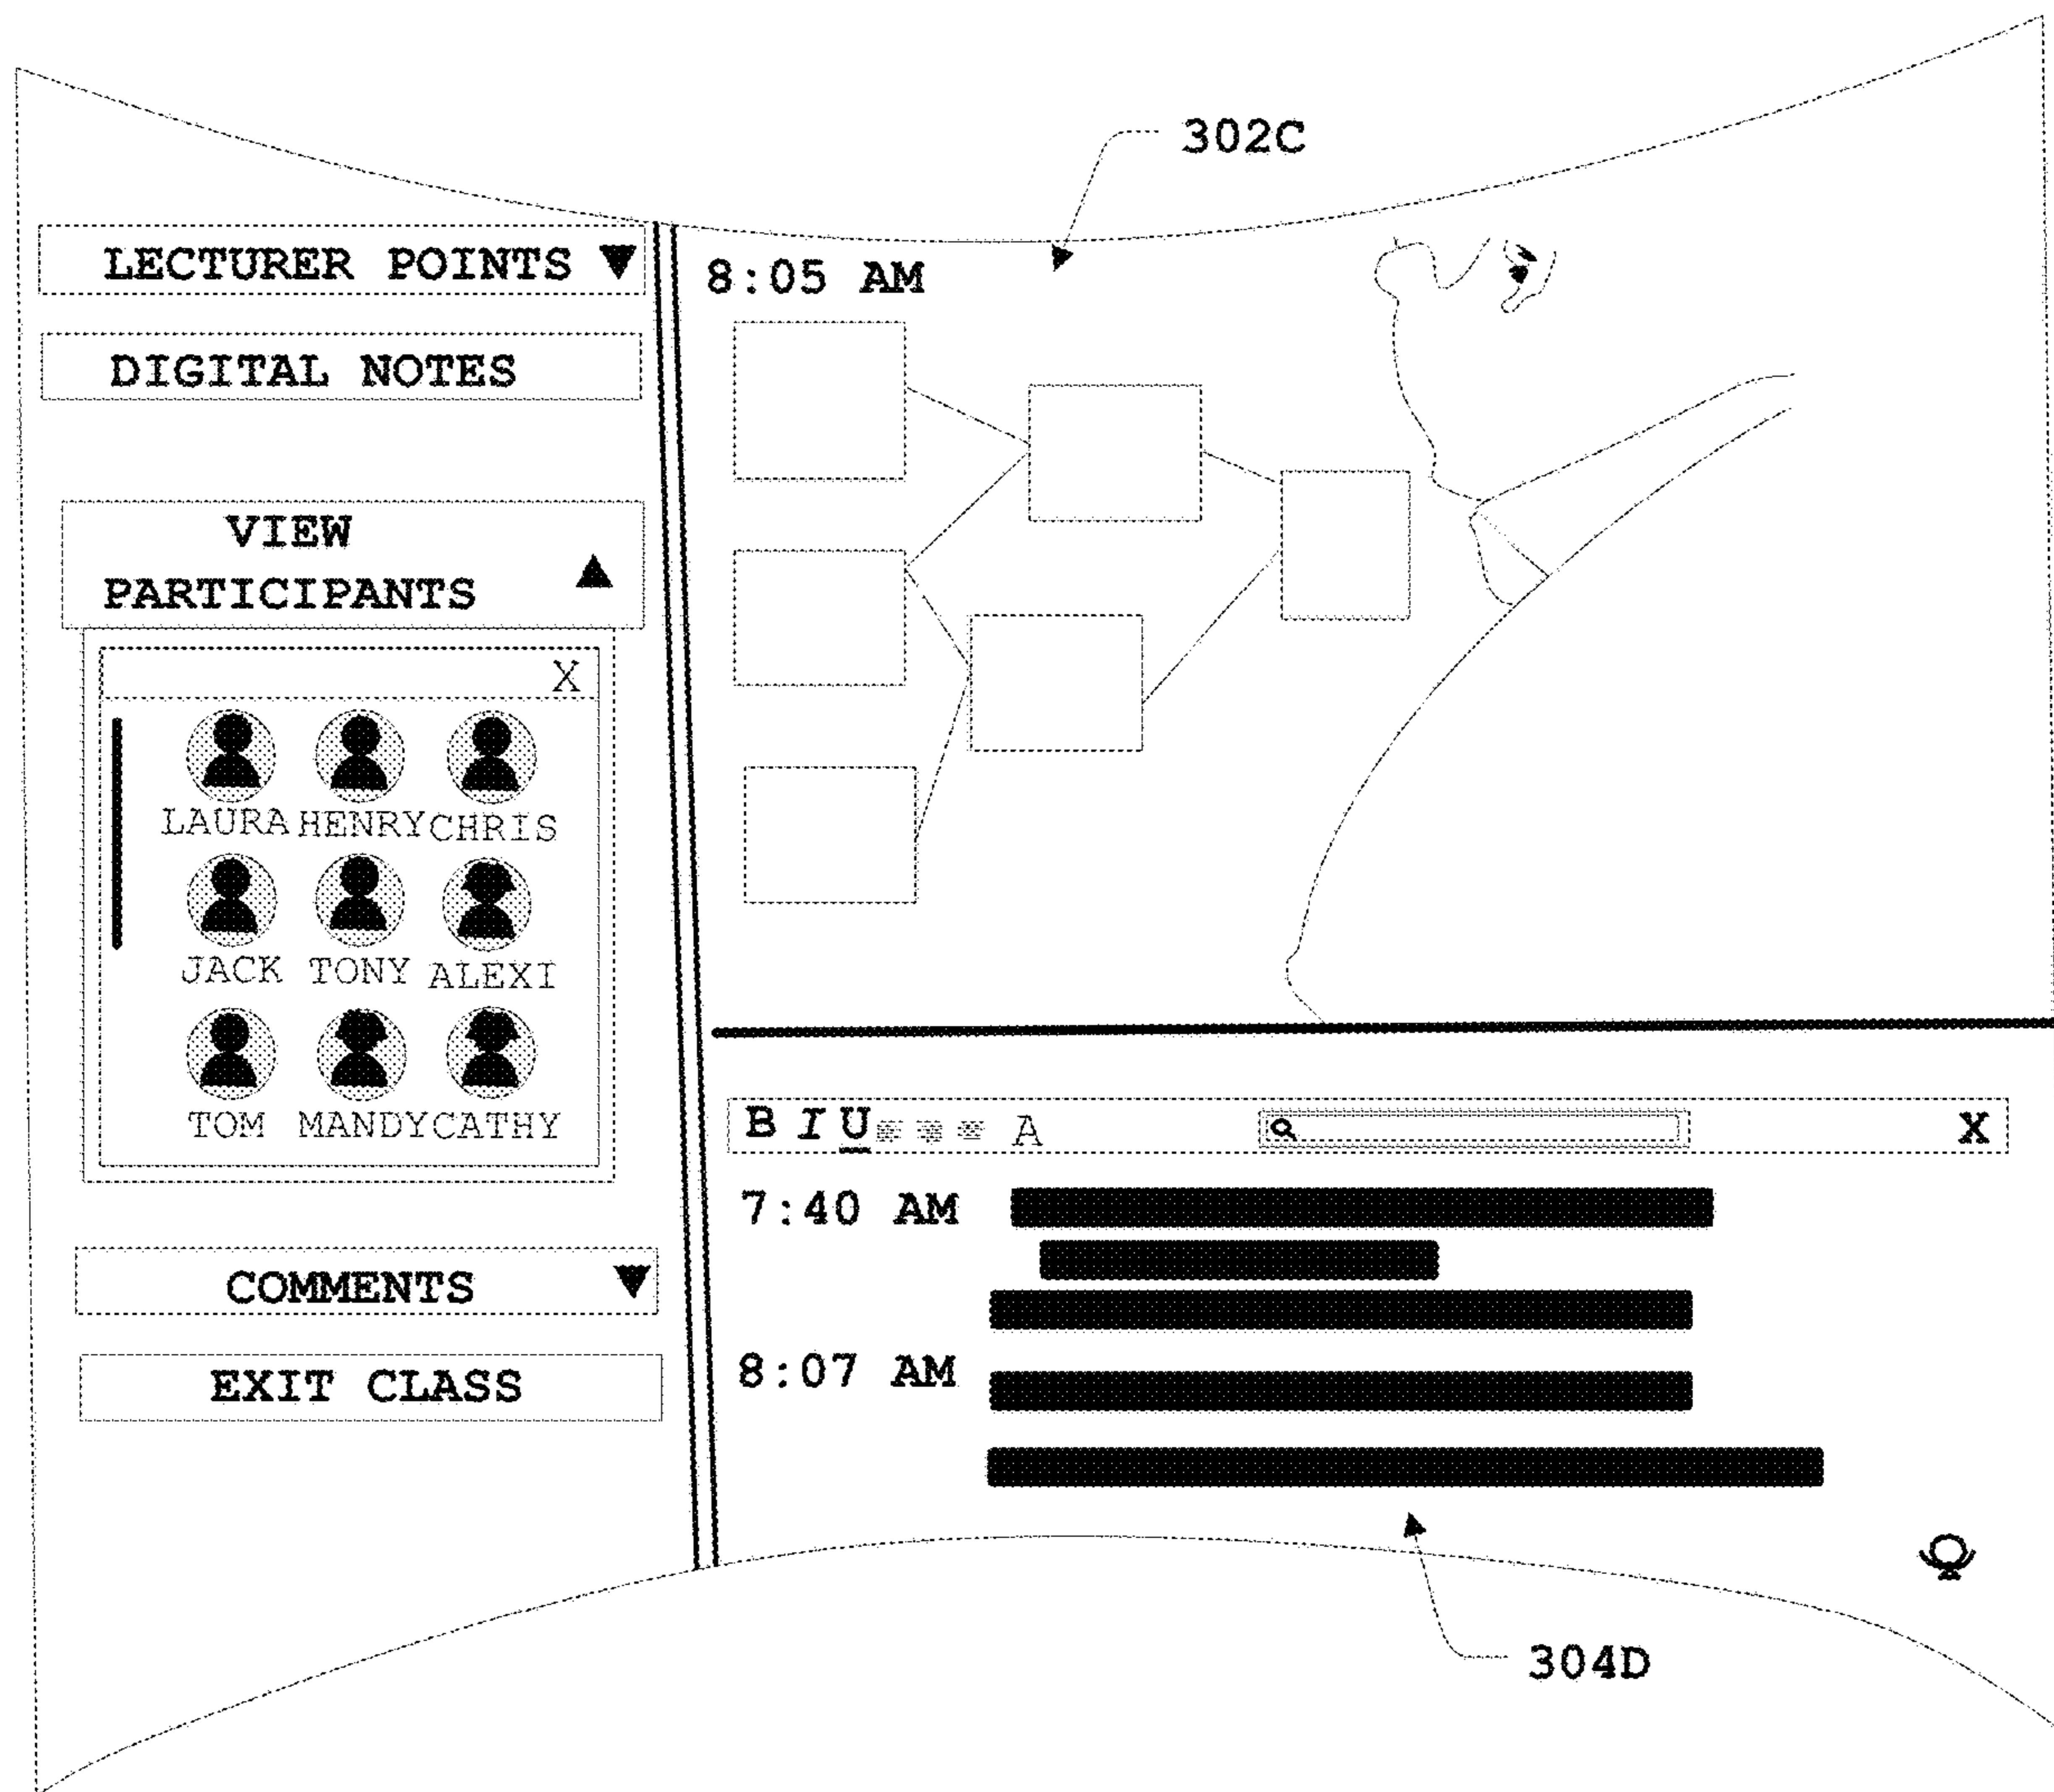 302C
LECTURER POINTS
DIGITAL NOTES
VIEW
PARTICIPANTS
X
LAURA HENRY CHRIS
JACK TONY ALEXI
TOM MANDY CATHY
COMMENTS
EXIT CLASS
8:05 AM
B I U A X
7:40 AM
8:07 AM
304D